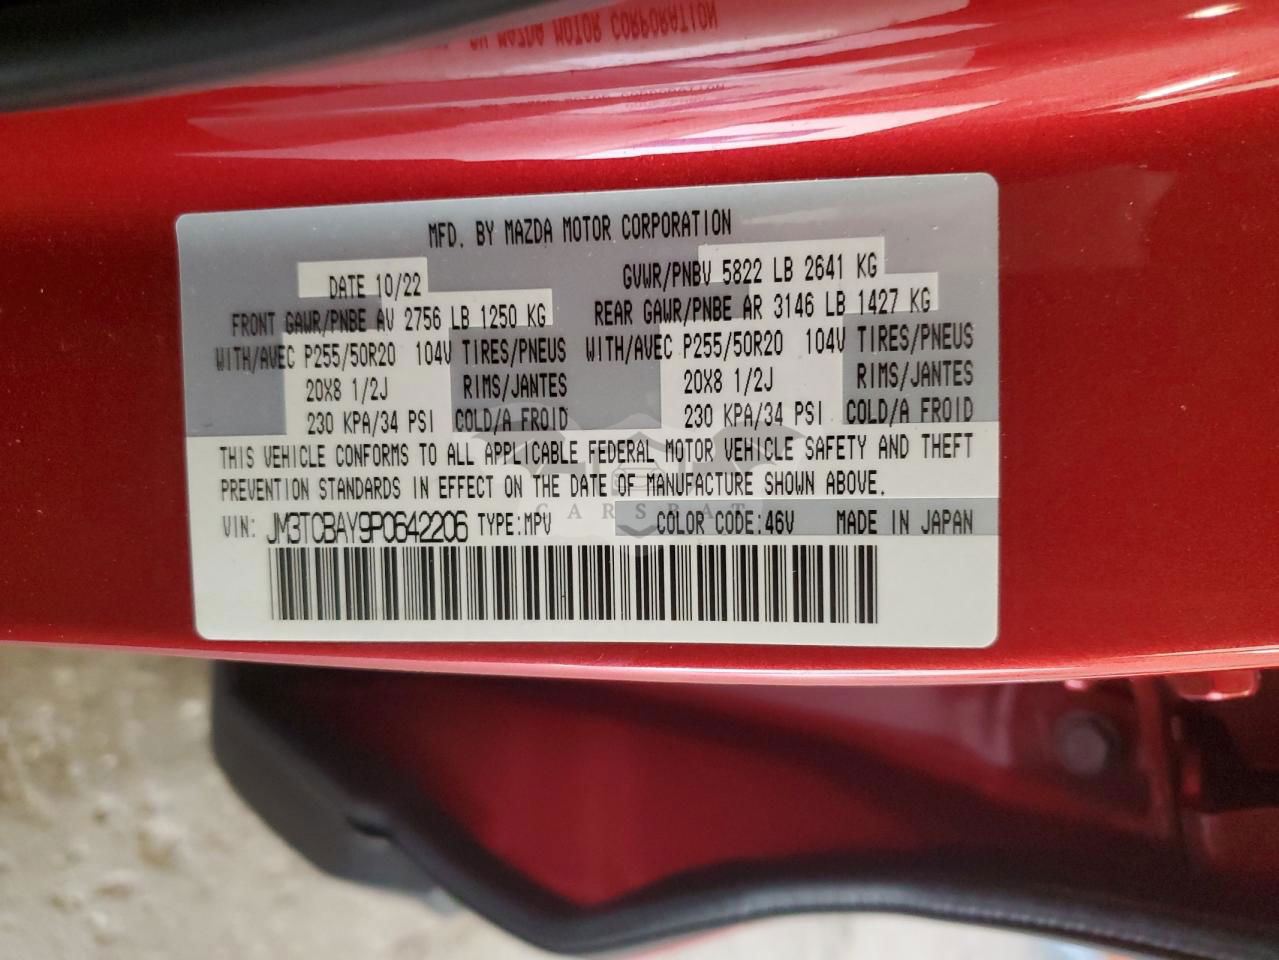 MFD. BY MAZDA MOTOR CORPORATION
DATE 10/22 GVWR/PNBV 5822 LB 2641 KG
FRONT GAWR/PNBE AV 2756 LB 1250 KG REAR GAWR/PNBE AR 3146 LB 1427 KG
WITH/AVEC P255/50R20 104V TIRES/PNEUS WITH/AVEC P255/50R20 104V TIRES/PNEUS
20X8 1/2J RIMS/JANTES 20X8 1/2J RIMS/JANTES
230 KPA/34 PSI COLD/A FROID 230 KPA/34 PSI COLD/A FROID
THIS VEHICLE CONFORMS TO ALL APPLICABLE FEDERAL MOTOR VEHICLE SAFETY AND THEFT
PREVENTION STANDARDS IN EFFECT ON THE DATE OF MANUFACTURE SHOWN ABOVE.
CARSBAT
VIN: JM3TCBAY9P0642206 TYPE:MPV COLOR CODE:46V MADE IN JAPAN